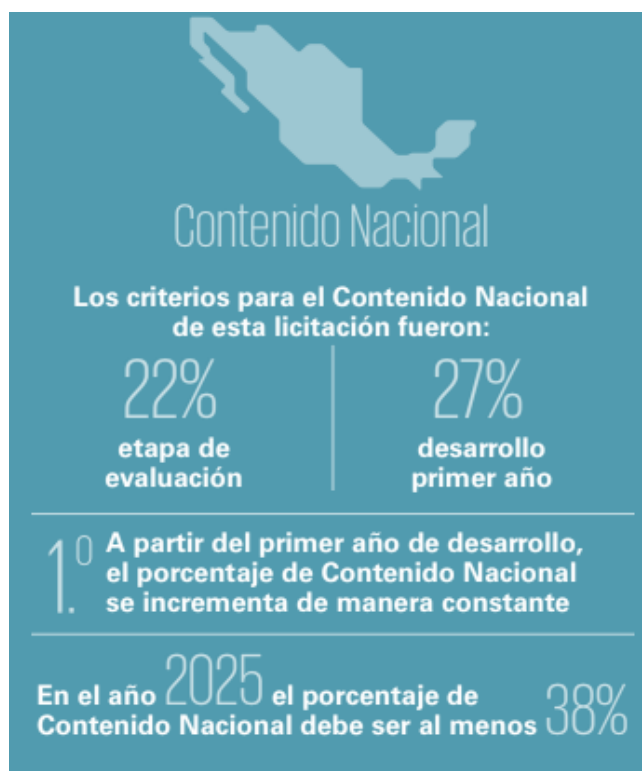 Contenido Nacional
Los criterios para el Contenido Nacional
de esta licitación fueron:
22%
etapa de
evaluación
27%
desarrollo
primer año
1.º A partir del primer año de desarrollo,
el porcentaje de Contenido Nacional
se incrementa de manera constante
En el año 2025 el porcentaje de
Contenido Nacional debe ser al menos 38%